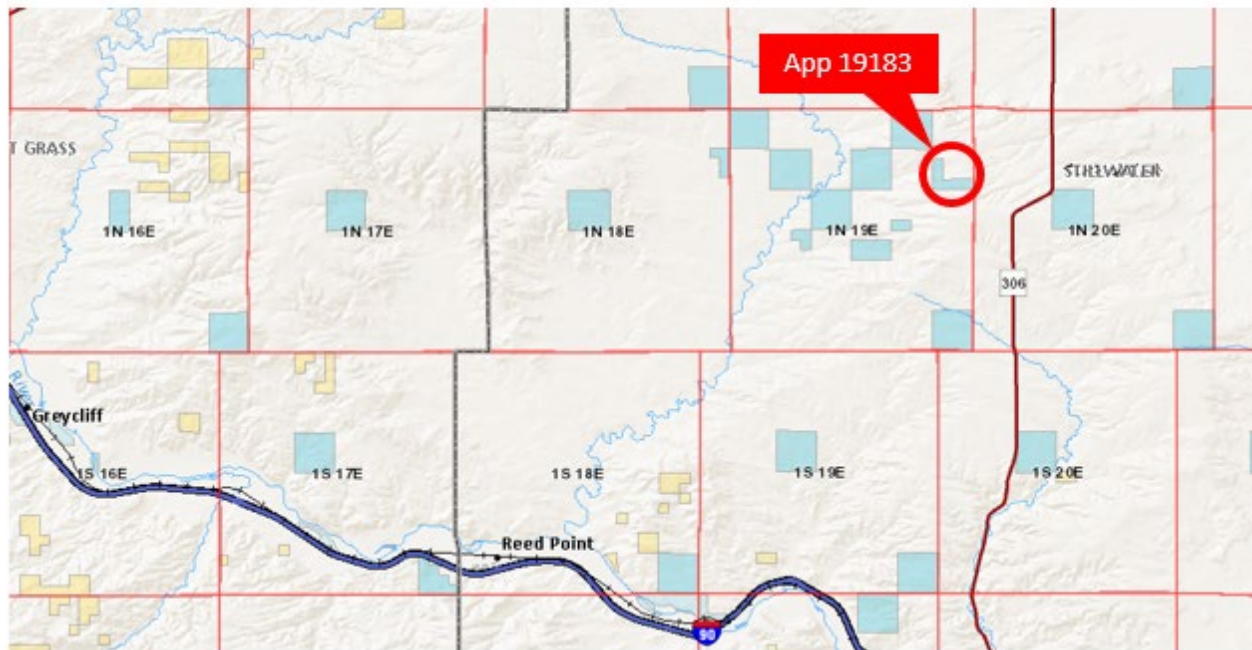 App 19183
T GRASS
STILLWATER
1N 16E
1N 17E
1N 18E
1N 19E
1N 20E
306
River
Greycliff
1S 16E
1S 17E
1S 18E
1S 19E
1S 20E
Reed Point
90